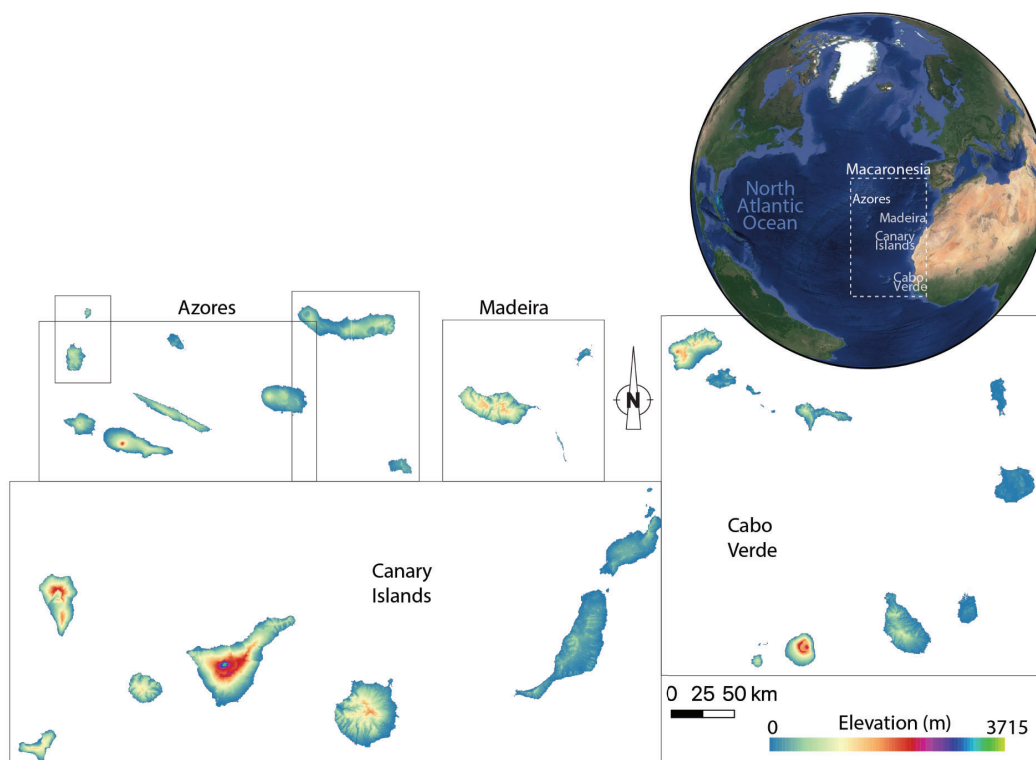 Macaronesia
North
Atlantic
Ocean
Azores
Madeira
Canary
Islands
Cabo
Verde
Azores
Madeira
N
Canary
Islands
Cabo
Verde
0 25 50 km
0 Elevation (m) 3715